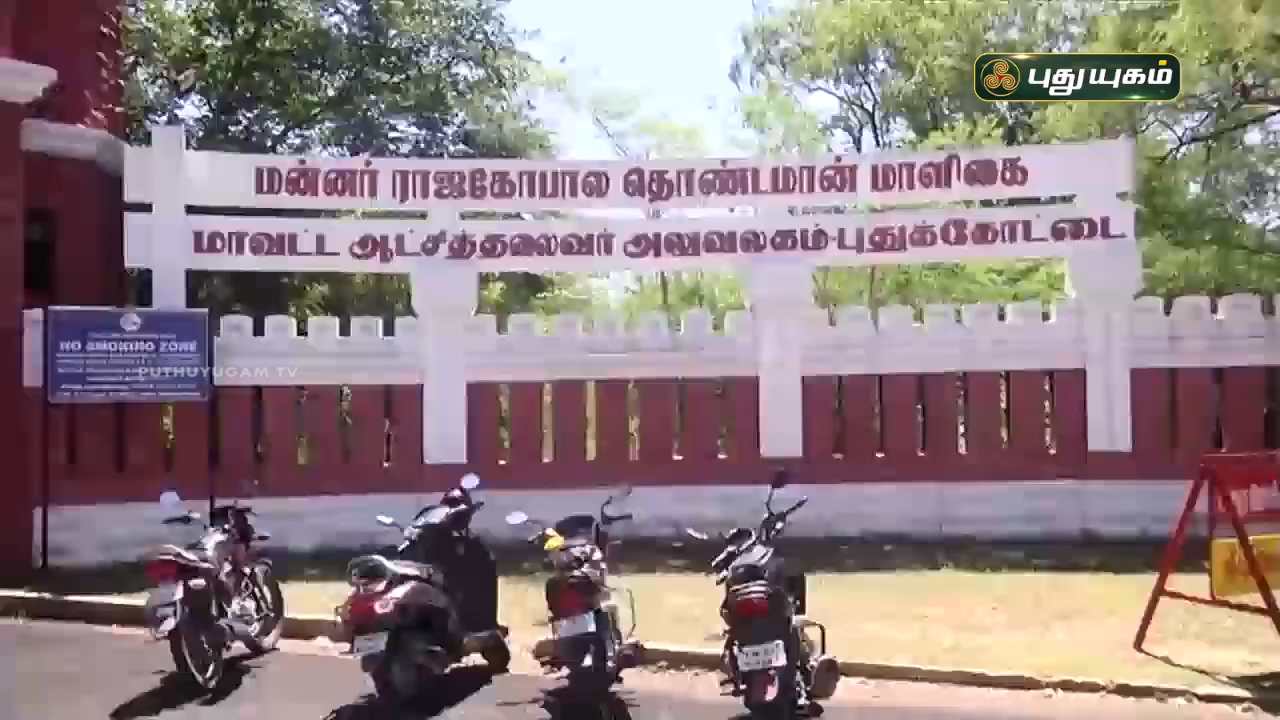 புதுயுகம்
மன்னர் ராஜகோபால தொண்டமான் மாளிகை
மாவட்ட ஆட்சித்தலைவர் அலுவலகம்-புதுக்கோட்டை
NO SMOKING ZONE
PUTHUYUGAM TV